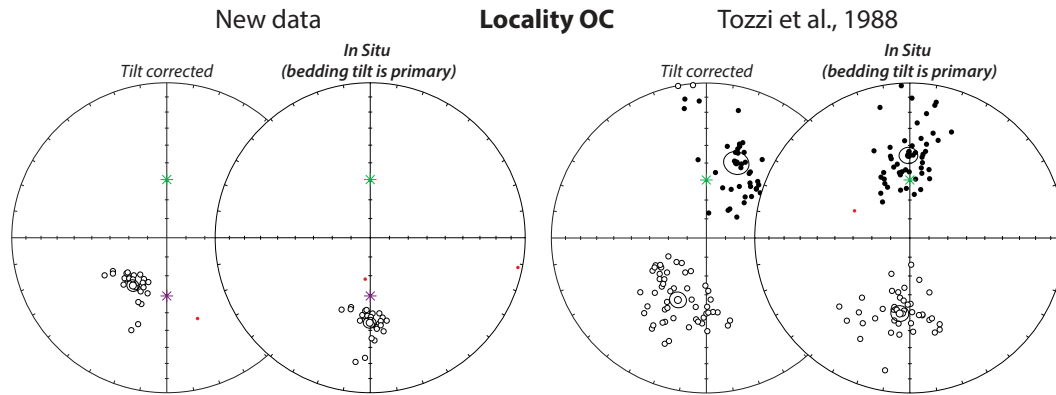 New data Locality OC Tozzi et al., 1988
Tilt corrected
In Situ
(bedding tilt is primary)
Tilt corrected
In Situ
(bedding tilt is primary)